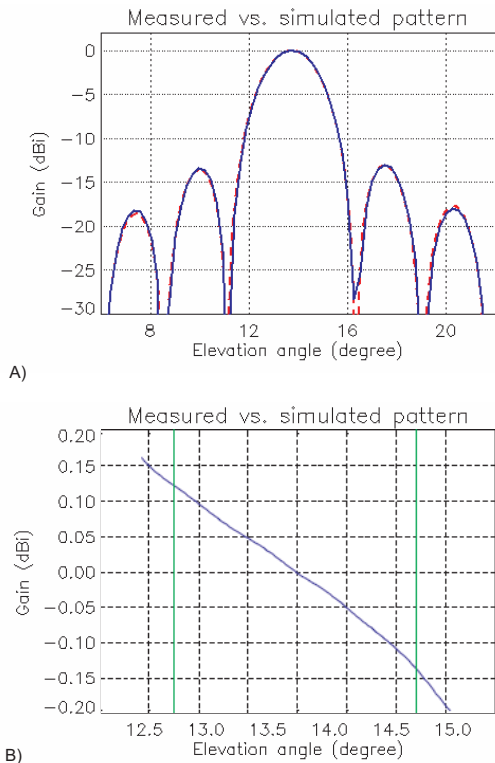 Measured vs. simulated pattern
0
−5
−10
−15
−20
−25
−30
Gain (dBi)
8 12 16 20
Elevation angle (degree)
A)
Measured vs. simulated pattern
0.20
0.15
0.10
0.05
0.00
−0.05
−0.10
−0.15
−0.20
Gain (dBi)
12.5 13.0 13.5 14.0 14.5 15.0
Elevation angle (degree)
B)